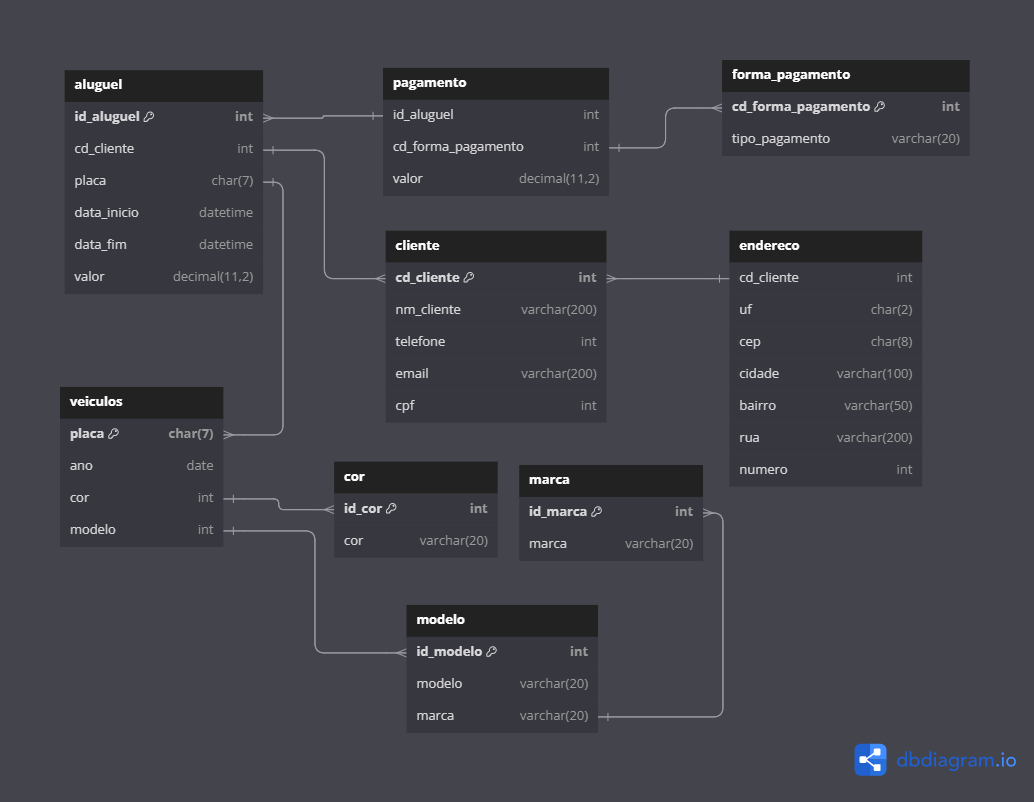 aluguel
id_aluguel int
cd_cliente int
placa char(7)
data_inicio datetime
data_fim datetime
valor decimal(11,2)
pagamento
id_aluguel int
cd_forma_pagamento int
valor decimal(11,2)
forma_pagamento
cd_forma_pagamento int
tipo_pagamento varchar(20)
cliente
cd_cliente int
nm_cliente varchar(200)
telefone int
email varchar(200)
cpf int
endereco
cd_cliente int
uf char(2)
cep char(8)
cidade varchar(100)
bairro varchar(50)
rua varchar(200)
numero int
veiculos
placa char(7)
ano date
cor int
modelo int
cor
id_cor int
cor varchar(20)
marca
id_marca int
marca varchar(20)
modelo
id_modelo int
modelo varchar(20)
marca varchar(20)
dbdiagram.io